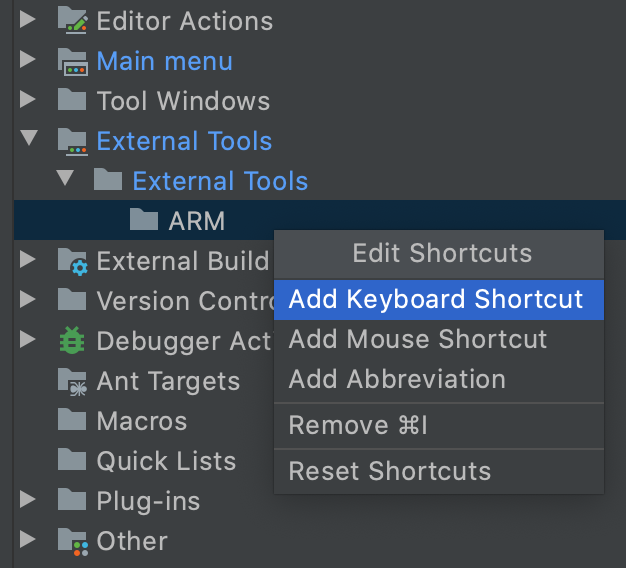 Editor Actions
Main menu
Tool Windows
External Tools
External Tools
ARM
Edit Shortcuts
External Build
Add Keyboard Shortcut
Version Contro
Add Mouse Shortcut
Debugger Act
Add Abbreviation
Ant Targets
Remove ⌘I
Macros
Quick Lists
Reset Shortcuts
Plug-ins
Other